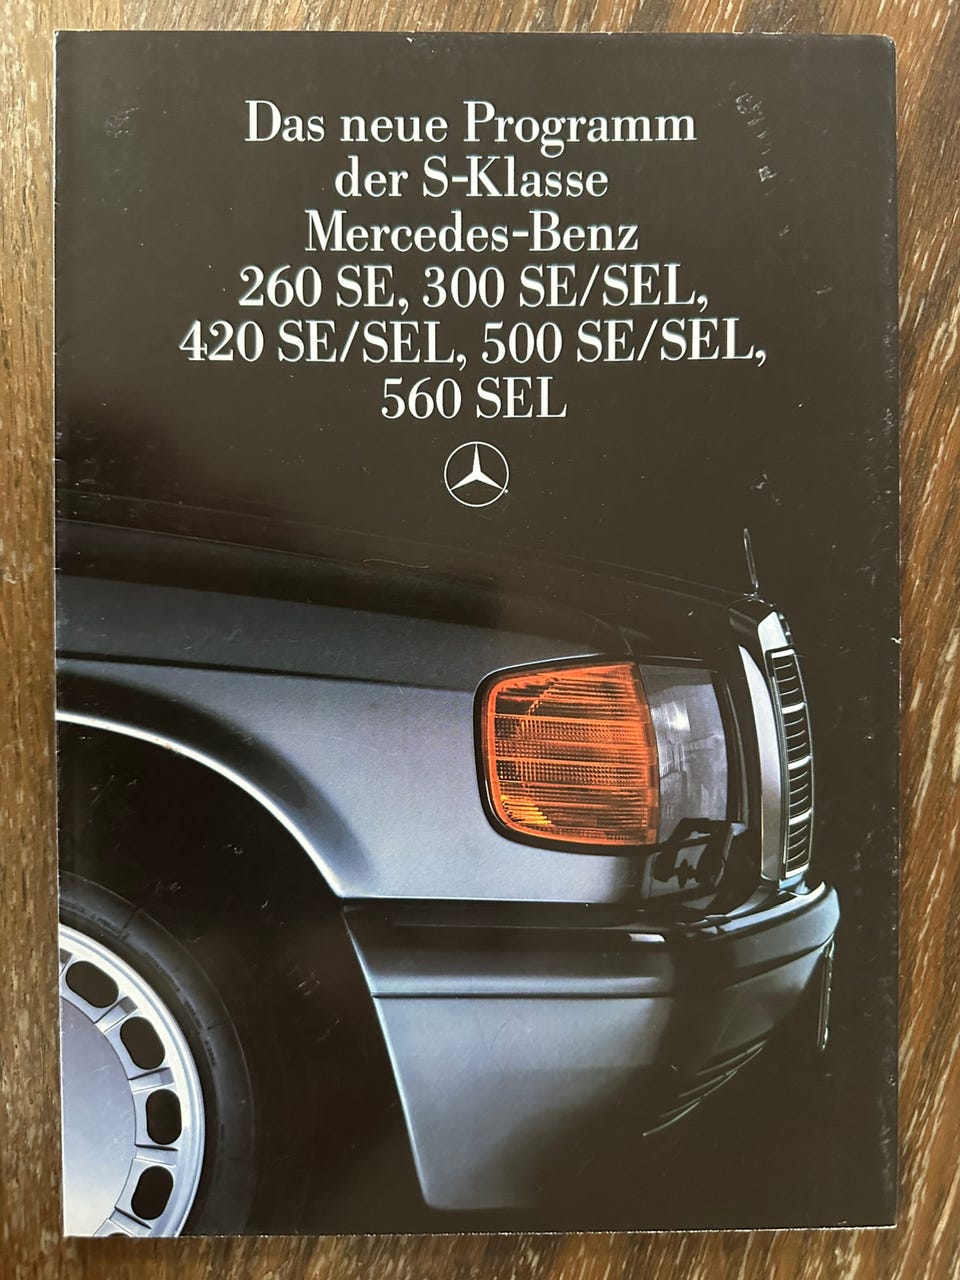 Das neue Programm
der S-Klasse
Mercedes-Benz
260 SE, 300 SE/SEL,
420 SE/SEL, 500 SE/SEL,
560 SEL